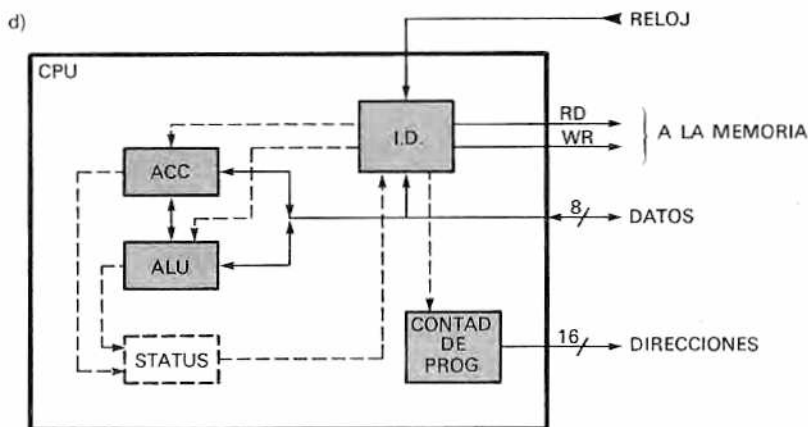 d)
RELOJ
CPU
I.D.
RD
WR
A LA MEMORIA
ACC
8
DATOS
ALU
STATUS
CONTAD
DE
PROG
16
DIRECCIONES